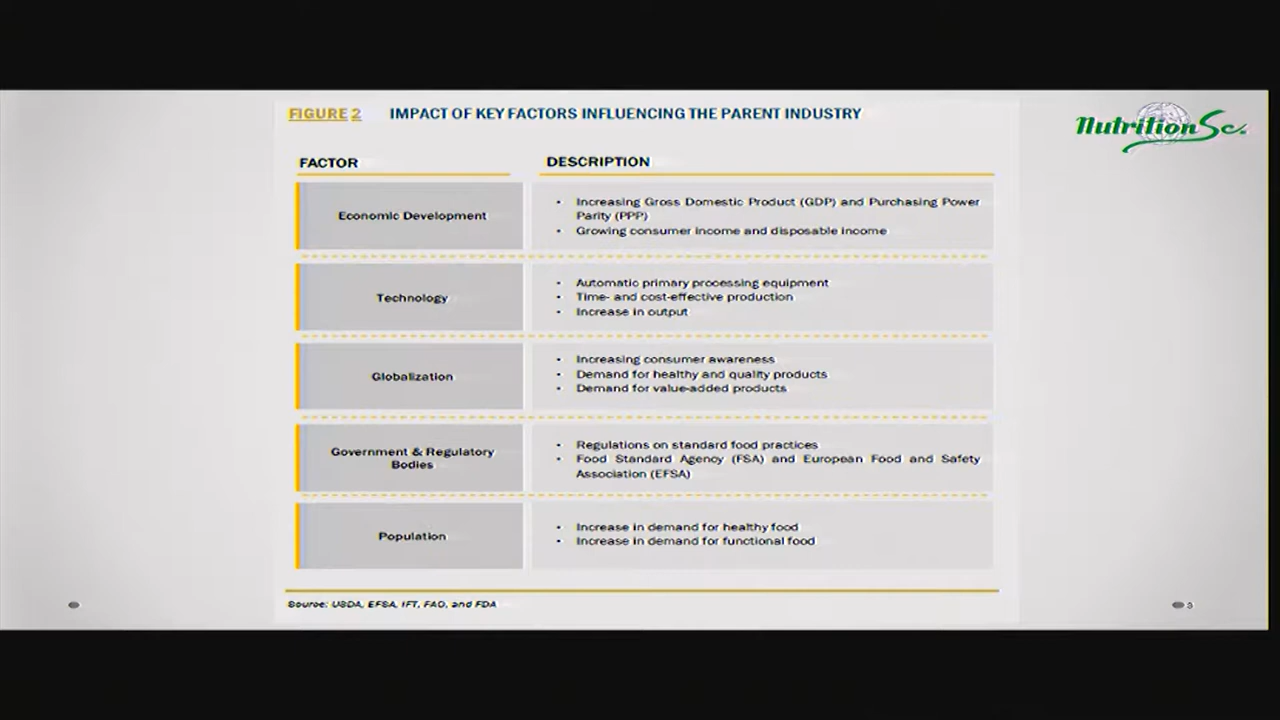 FIGURE 2 IMPACT OF KEY FACTORS INFLUENCING THE PARENT INDUSTRY
NutritionSc.
FACTOR DESCRIPTION
Economic Development
• Increasing Gross Domestic Product (GDP) and Purchasing Power
Parity (PPP)
• Growing consumer income and disposable income
Technology
• Automatic primary processing equipment
• Time- and cost-effective production
• Increase in output
Globalization
• Increasing consumer awareness
• Demand for healthy and quality products
• Demand for value-added products
Government & Regulatory
Bodies
• Regulations on standard food practices
• Food Standard Agency (FSA) and European Food and Safety
Association (EFSA)
Population
• Increase in demand for healthy food
• Increase in demand for functional food
Source: USDA, EFSA, IFT, FAO, and FDA
3